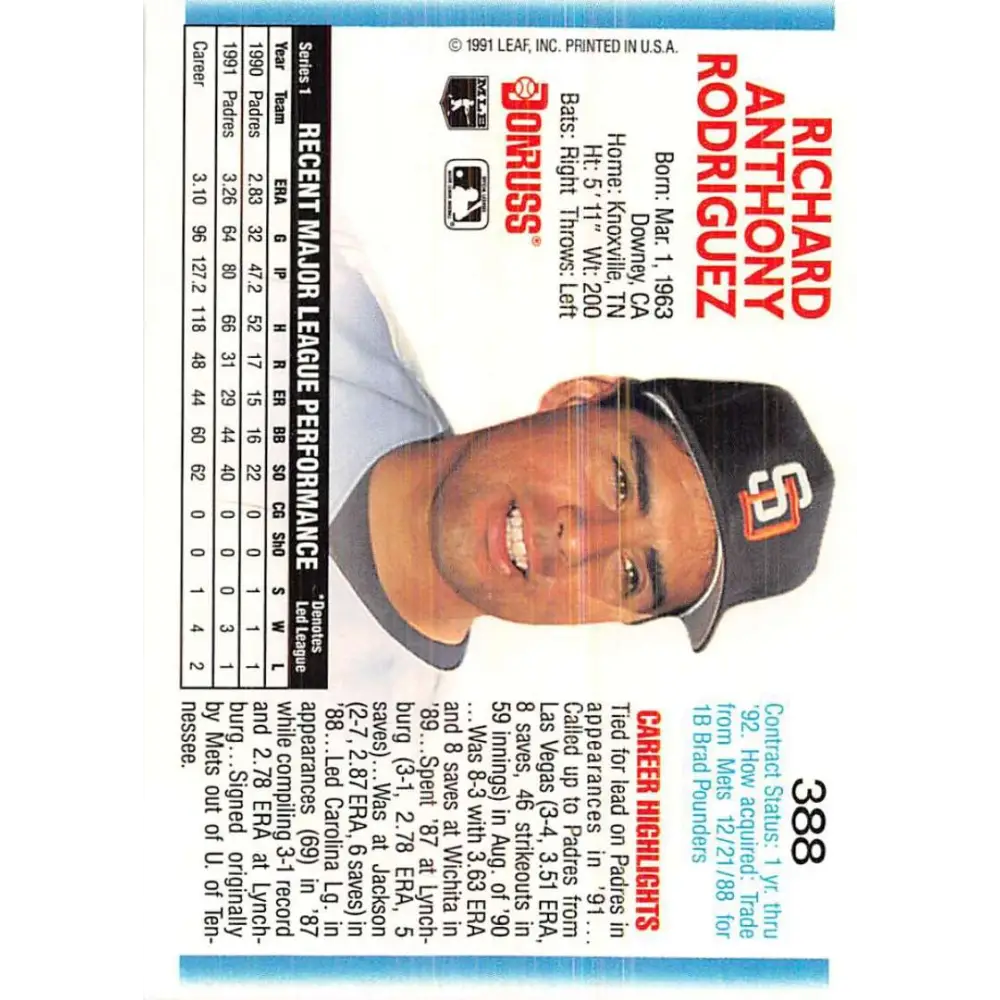 RICHARD
ANTHONY
RODRIGUEZ
Born: Mar. 1, 1963
Downey, CA
Home: Knoxville, TN
Ht: 5' 11" Wt: 200
Bats: Right Throws: Left
DONRUSS®
MLB
© 1991 LEAF, INC. PRINTED IN U.S.A.
388
Contract Status: 1 yr. thru
'92. How acquired: Trade
from Mets 12/21/88 for
1B Brad Pounders
CAREER HIGHLIGHTS
Tied for lead on Padres in
appearances in '91...
Called up to Padres from
Las Vegas (3-4, 3.51 ERA,
8 saves, 46 strikeouts in
59 innings) in Aug. of '90
...Was 8-3 with 3.63 ERA
and 8 saves at Wichita in
'89...Spent '87 at Lynch-
burg (3-1, 2.78 ERA, 5
saves)...Was at Jackson
(2-7, 2.87 ERA, 6 saves) in
'88...Led Carolina Lg. in
appearances (69) in '87
while compiling 3-1 record
and 2.78 ERA at Lynch-
burg...Signed originally
by Mets out of U. of Ten-
nessee.
Series 1 RECENT MAJOR LEAGUE PERFORMANCE *Denotes Led League
Year Team ERA G IP H R ER BB SO CG ShO S W L
1990 Padres 2.83 32 47.2 52 17 15 16 22 0 0 1 1 1
1991 Padres 3.26 64 80 66 31 29 44 40 0 0 0 3 1
Career 3.10 96 127.2 118 48 44 60 62 0 0 1 4 2
SD